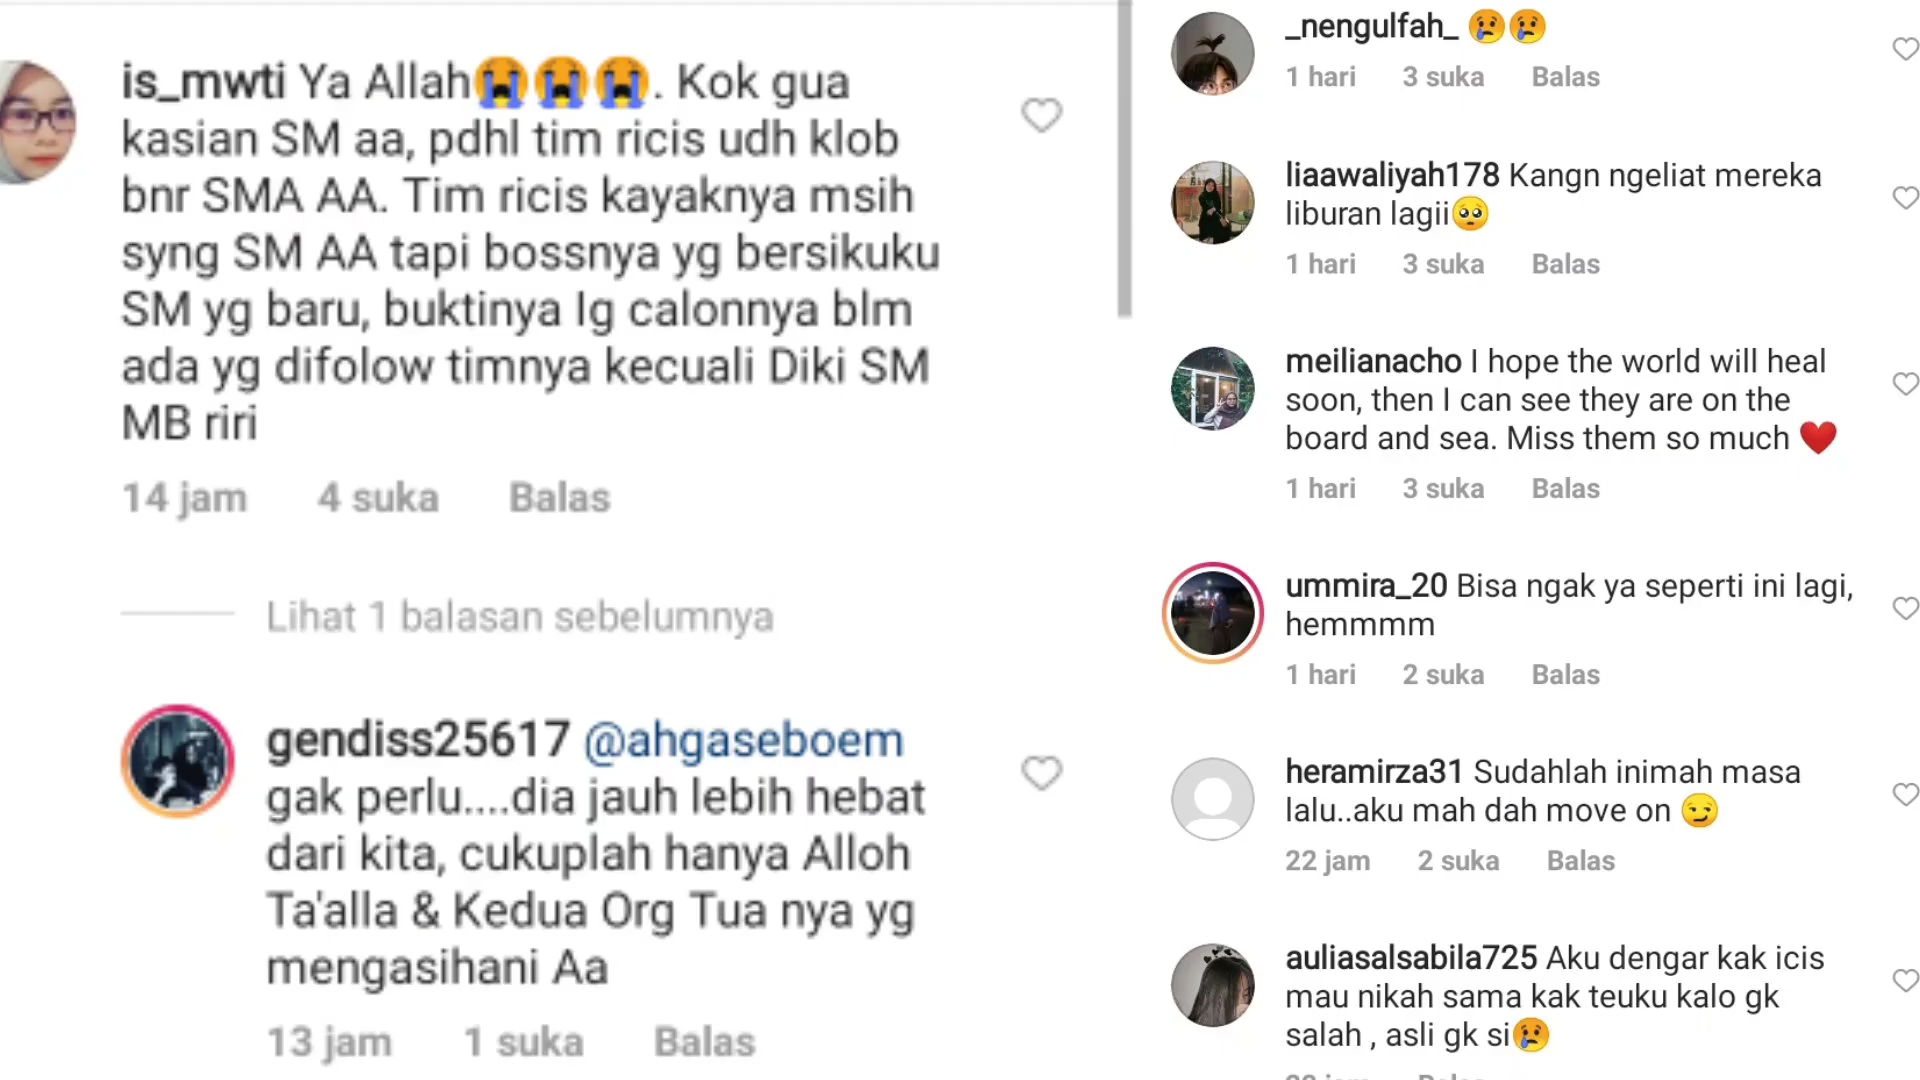 is_mwti Ya Allah😭😭😭. Kok gua
kasian SM aa, pdhl tim ricis udh klob
bnr SMA AA. Tim ricis kayaknya msih
syng SM AA tapi bossnya yg bersikuku
SM yg baru, buktinya Ig calonnya blm
ada yg difolow timnya kecuali Diki SM
MB riri
14 jam 4 suka Balas
Lihat 1 balasan sebelumnya
gendiss25617 @ahgaseboem
gak perlu....dia jauh lebih hebat
dari kita, cukuplah hanya Alloh
Ta'alla & Kedua Org Tua nya yg
mengasihani Aa
13 jam 1 suka Balas
_nengulfah_ 😢😢
1 hari 3 suka Balas
liaawaliyah178 Kangn ngeliat mereka
liburan lagii🥺
1 hari 3 suka Balas
meilianacho I hope the world will heal
soon, then I can see they are on the
board and sea. Miss them so much ❤️
1 hari 3 suka Balas
ummira_20 Bisa ngak ya seperti ini lagi,
hemmmm
1 hari 2 suka Balas
heramirza31 Sudahlah inimah masa
lalu..aku mah dah move on 😏
22 jam 2 suka Balas
auliasalsabila725 Aku dengar kak icis
mau nikah sama kak teuku kalo gk
salah , asli gk si😢